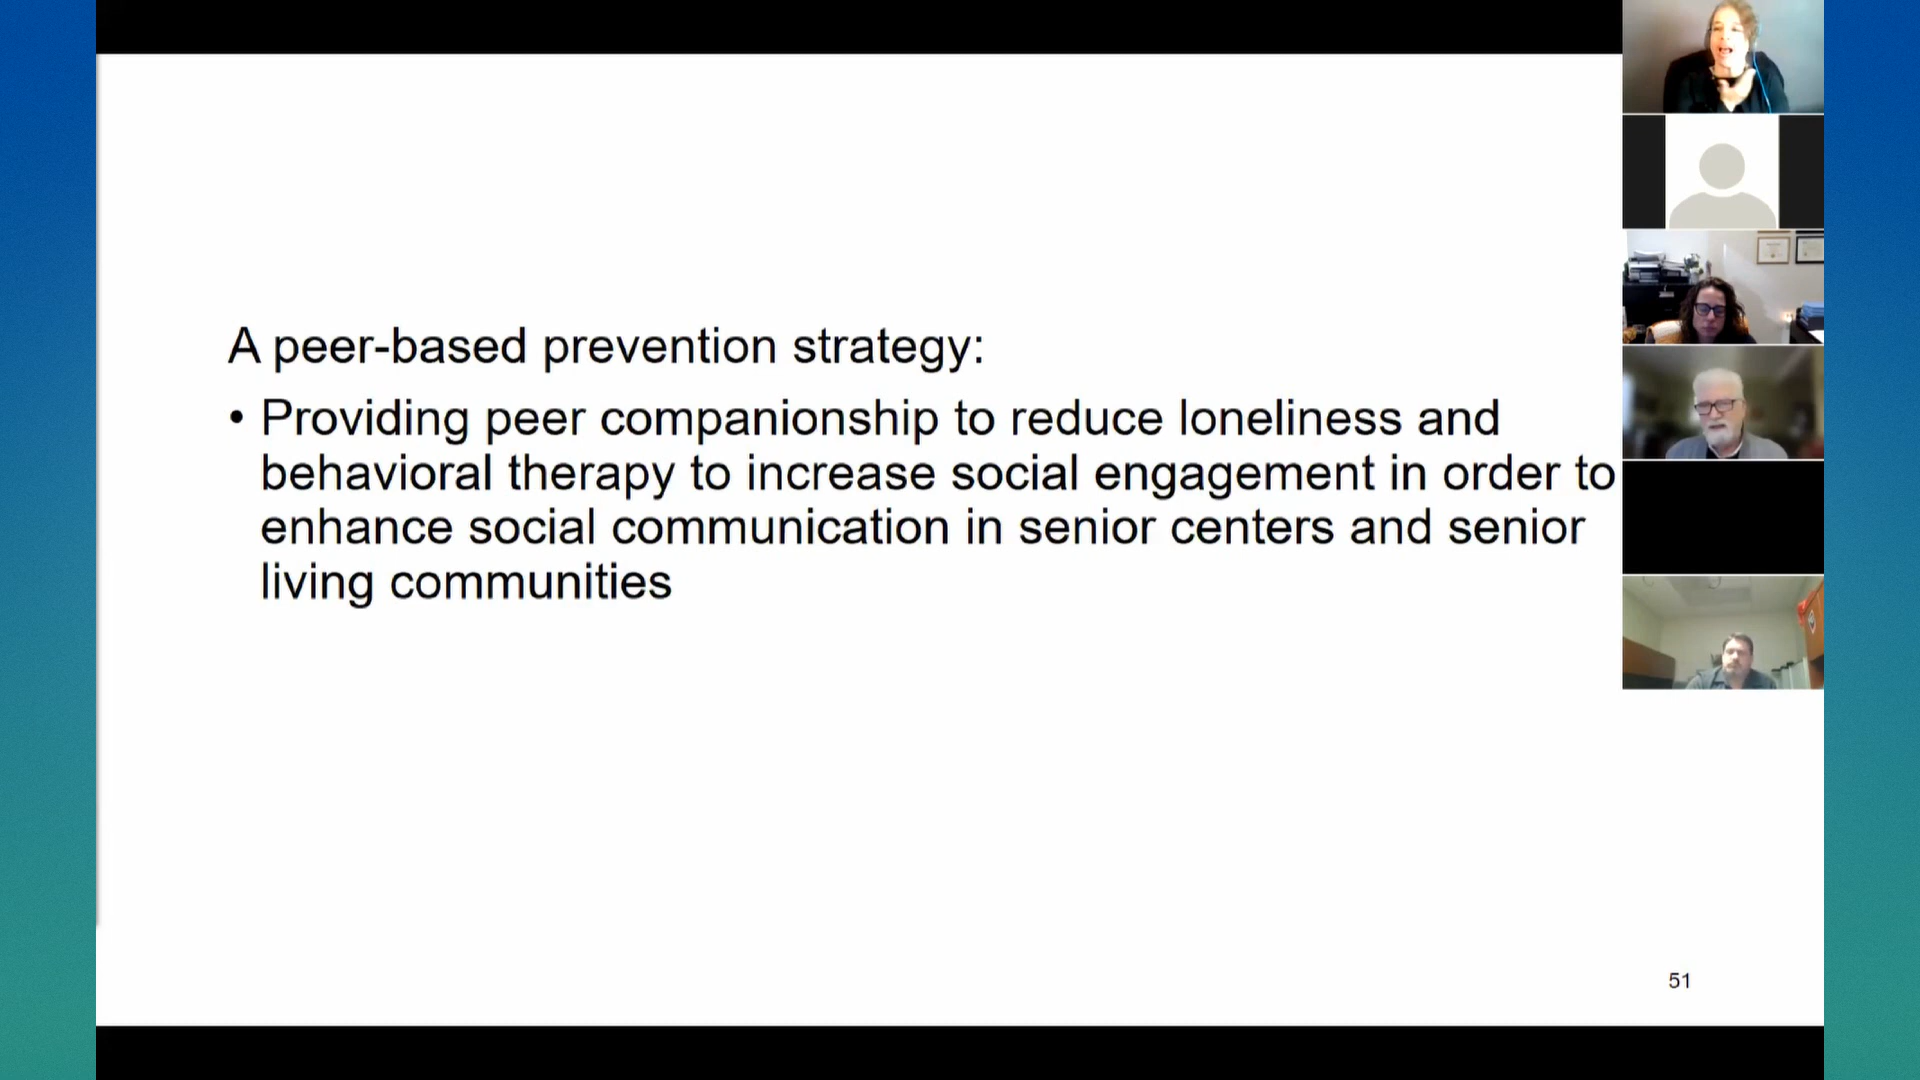 A peer-based prevention strategy:
• Providing peer companionship to reduce loneliness and
behavioral therapy to increase social engagement in order to
enhance social communication in senior centers and senior
living communities
51